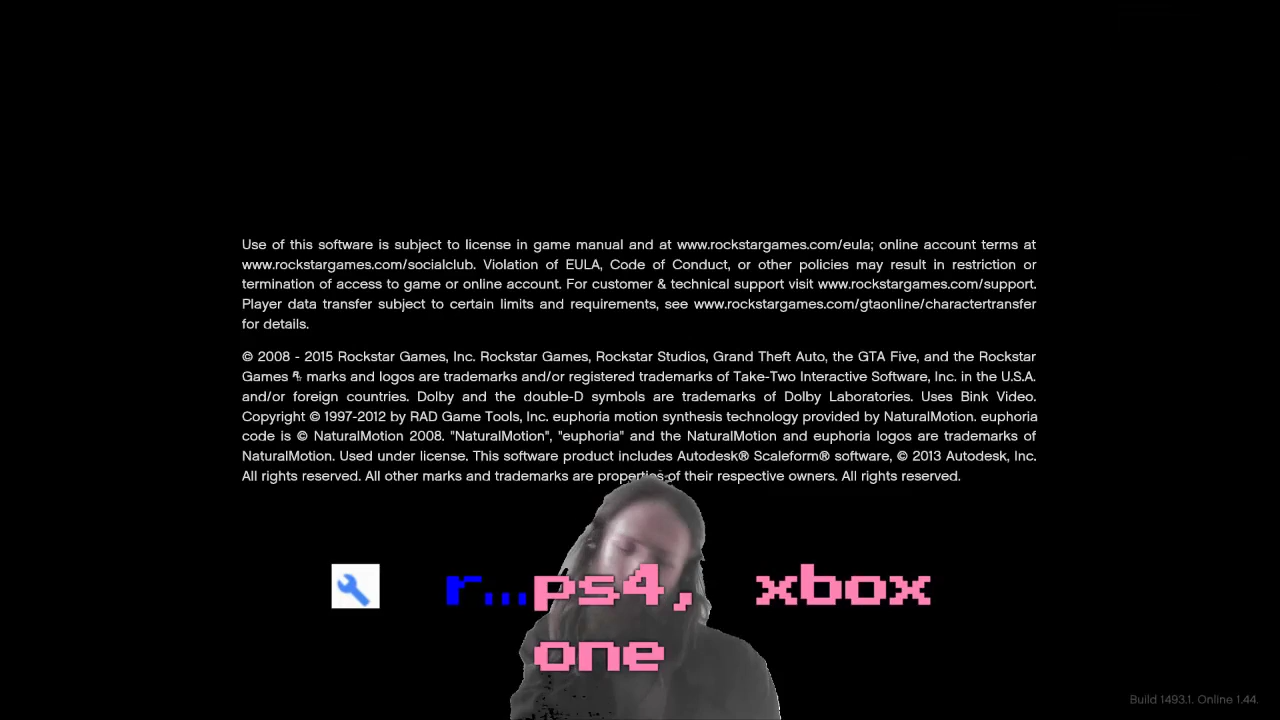 Use of this software is subject to license in game manual and at www.rockstargames.com/eula; online account terms at
www.rockstargames.com/socialclub. Violation of EULA, Code of Conduct, or other policies may result in restriction or
termination of access to game or online account. For customer & technical support visit www.rockstargames.com/support.
Player data transfer subject to certain limits and requirements, see www.rockstargames.com/gtaonline/charactertransfer
for details.
© 2008 - 2015 Rockstar Games, Inc. Rockstar Games, Rockstar Studios, Grand Theft Auto, the GTA Five, and the Rockstar
Games R* marks and logos are trademarks and/or registered trademarks of Take-Two Interactive Software, Inc. in the U.S.A.
and/or foreign countries. Dolby and the double-D symbols are trademarks of Dolby Laboratories. Uses Bink Video.
Copyright © 1997-2012 by RAD Game Tools, Inc. euphoria motion synthesis technology provided by NaturalMotion. euphoria
code is © NaturalMotion 2008. "NaturalMotion", "euphoria" and the NaturalMotion and euphoria logos are trademarks of
NaturalMotion. Used under license. This software product includes Autodesk® Scaleform® software, © 2013 Autodesk, Inc.
All rights reserved. All other marks and trademarks are properties of their respective owners. All rights reserved.
r...ps4, xbox
one
Build 1493.1. Online 1.44.